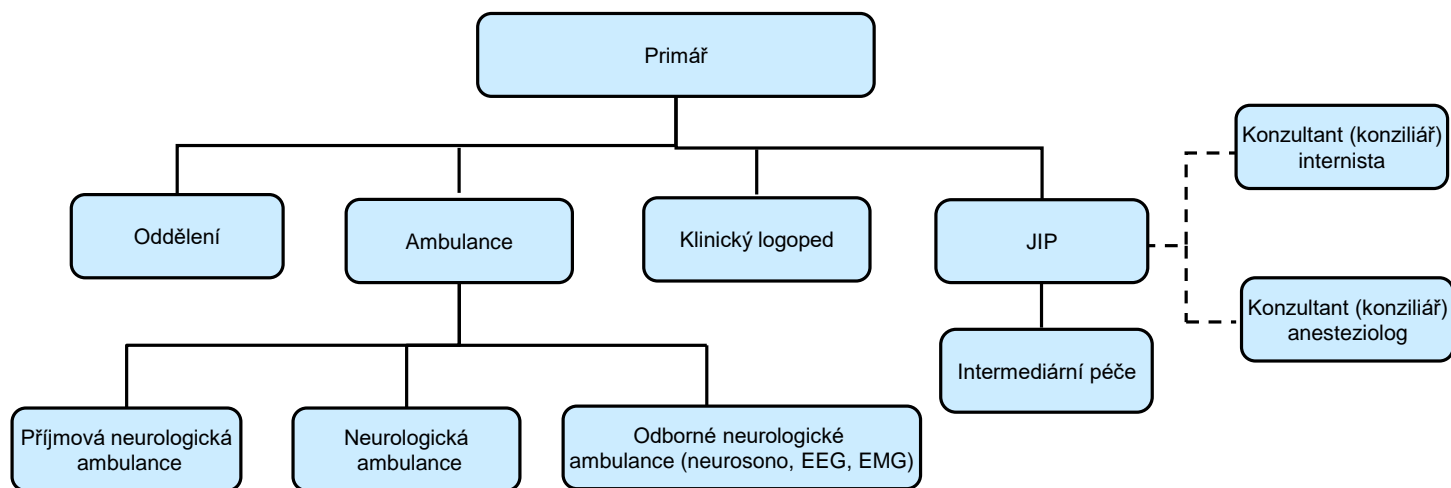 Primář
Konzultant (konziliář)
internista
Oddělení
Ambulance
Klinický logoped
JIP
Konzultant (konziliář)
anesteziolog
Intermediární péče
Příjmová neurologická
ambulance
Neurologická
ambulance
Odborné neurologické
ambulance (neurosono, EEG, EMG)